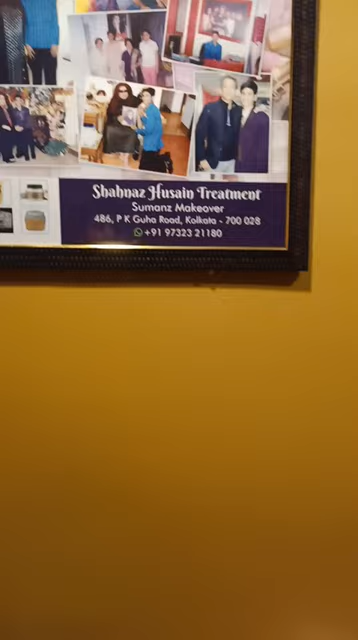 Shahnaz Husain Treatment
Sumanz Makeover
486, P K Guha Road, Kolkata - 700 028
+91 97323 21180